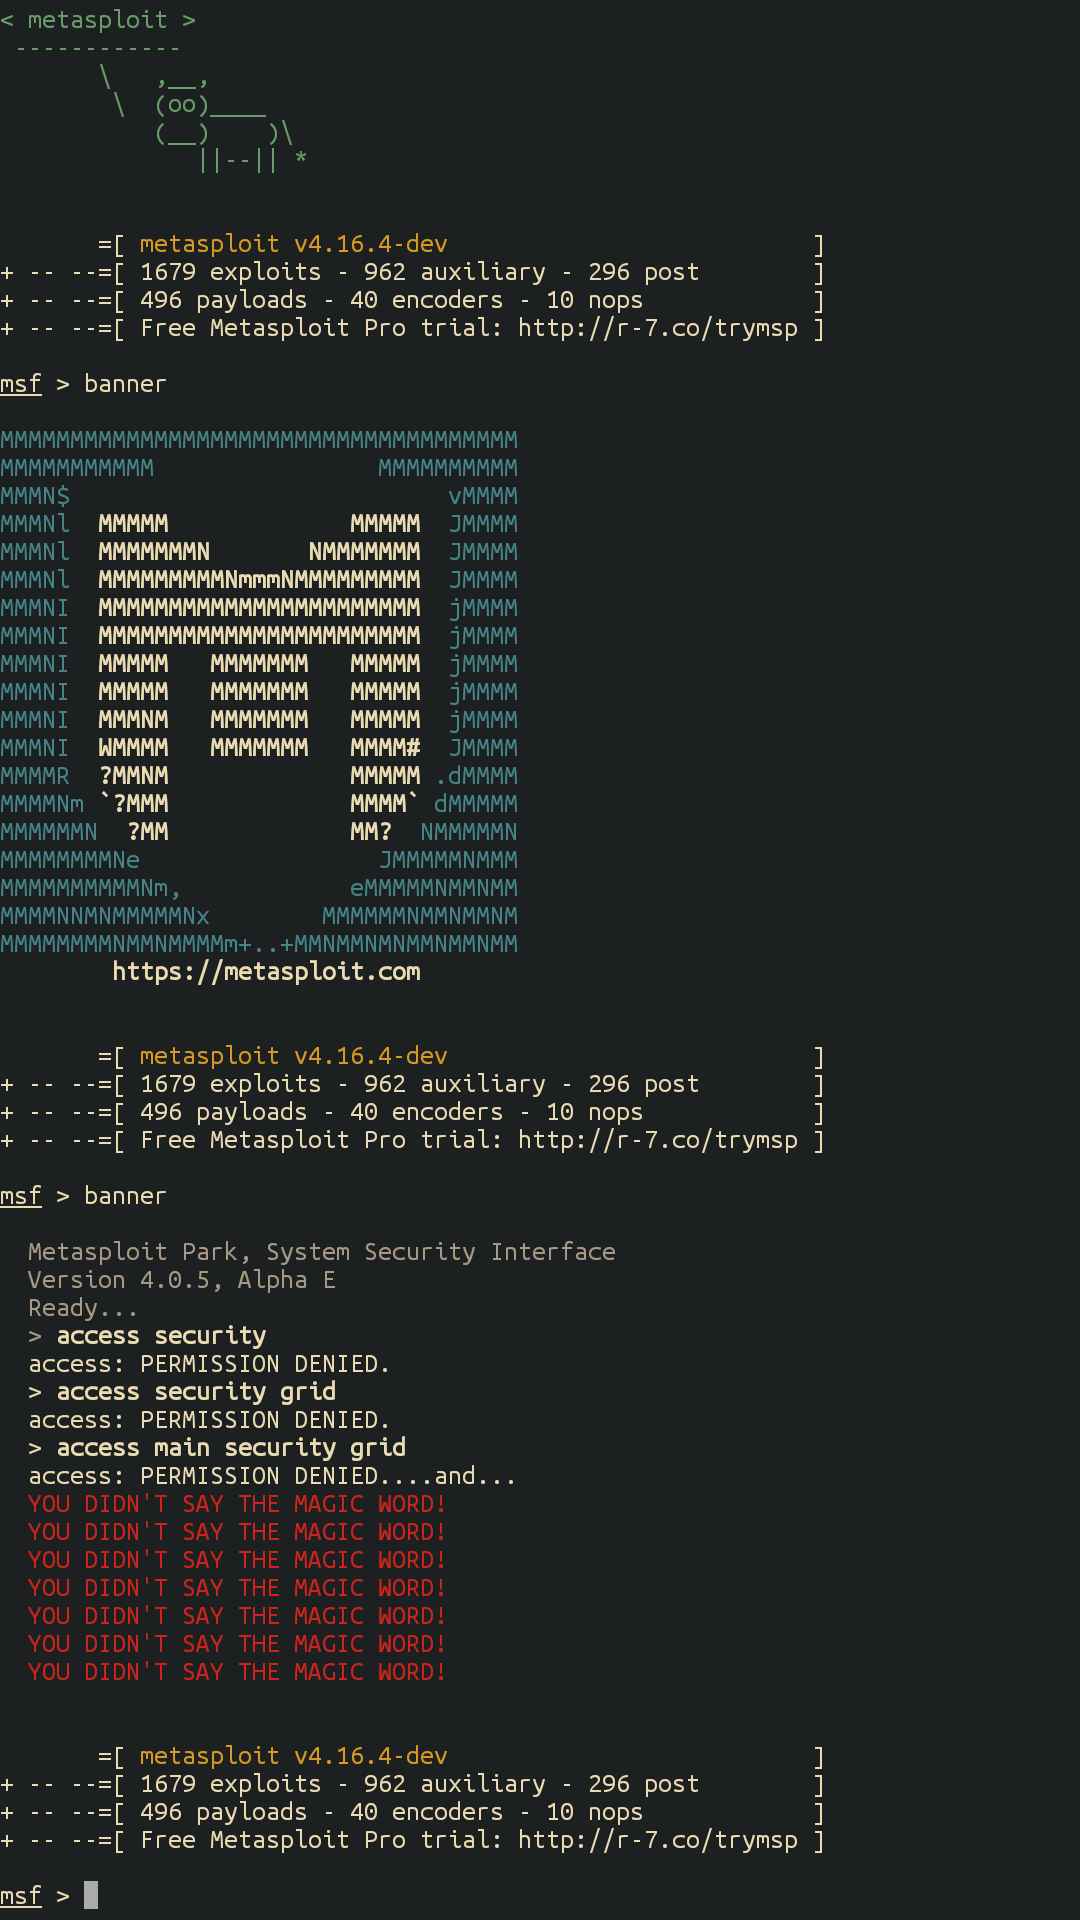 < metasploit >
 ------------
       \   ,__,
        \  (oo)____
           (__)    )\
              ||--|| *
       =[ metasploit v4.16.4-dev                          ]
+ -- --=[ 1679 exploits - 962 auxiliary - 296 post        ]
+ -- --=[ 496 payloads - 40 encoders - 10 nops            ]
+ -- --=[ Free Metasploit Pro trial: http://r-7.co/trymsp ]
msf > banner
MMMMMMMMMMMMMMMMMMMMMMMMMMMMMMMMMMMMM
MMMMMMMMMMM                MMMMMMMMMM
MMMN$                           vMMMM
MMMNl  MMMMM             MMMMM  JMMMM
MMMNl  MMMMMMMN       NMMMMMMM  JMMMM
MMMNl  MMMMMMMMMNmmmNMMMMMMMMM  JMMMM
MMMNI  MMMMMMMMMMMMMMMMMMMMMMM  jMMMM
MMMNI  MMMMMMMMMMMMMMMMMMMMMMM  jMMMM
MMMNI  MMMMM   MMMMMMM   MMMMM  jMMMM
MMMNI  MMMMM   MMMMMMM   MMMMM  jMMMM
MMMNI  MMMNM   MMMMMMM   MMMMM  jMMMM
MMMNI  WMMMM   MMMMMMM   MMMM#  JMMMM
MMMMR  ?MMNM             MMMMM .dMMMM
MMMMNm `?MMM             MMMM` dMMMMM
MMMMMMN  ?MM             MM?  NMMMMMN
MMMMMMMMNe                 JMMMMMNMMM
MMMMMMMMMMNm,            eMMMMMNMMNMM
MMMMNNMNMMMMMNx        MMMMMMNMMNMMNM
MMMMMMMMNMMNMMMMm+..+MMNMMNMNMMNMMNMM
        https://metasploit.com
       =[ metasploit v4.16.4-dev                          ]
+ -- --=[ 1679 exploits - 962 auxiliary - 296 post        ]
+ -- --=[ 496 payloads - 40 encoders - 10 nops            ]
+ -- --=[ Free Metasploit Pro trial: http://r-7.co/trymsp ]
msf > banner
  Metasploit Park, System Security Interface
  Version 4.0.5, Alpha E
  Ready...
  > access security
  access: PERMISSION DENIED.
  > access security grid
  access: PERMISSION DENIED.
  > access main security grid
  access: PERMISSION DENIED....and...
  YOU DIDN'T SAY THE MAGIC WORD!
  YOU DIDN'T SAY THE MAGIC WORD!
  YOU DIDN'T SAY THE MAGIC WORD!
  YOU DIDN'T SAY THE MAGIC WORD!
  YOU DIDN'T SAY THE MAGIC WORD!
  YOU DIDN'T SAY THE MAGIC WORD!
  YOU DIDN'T SAY THE MAGIC WORD!
       =[ metasploit v4.16.4-dev                          ]
+ -- --=[ 1679 exploits - 962 auxiliary - 296 post        ]
+ -- --=[ 496 payloads - 40 encoders - 10 nops            ]
+ -- --=[ Free Metasploit Pro trial: http://r-7.co/trymsp ]
msf >